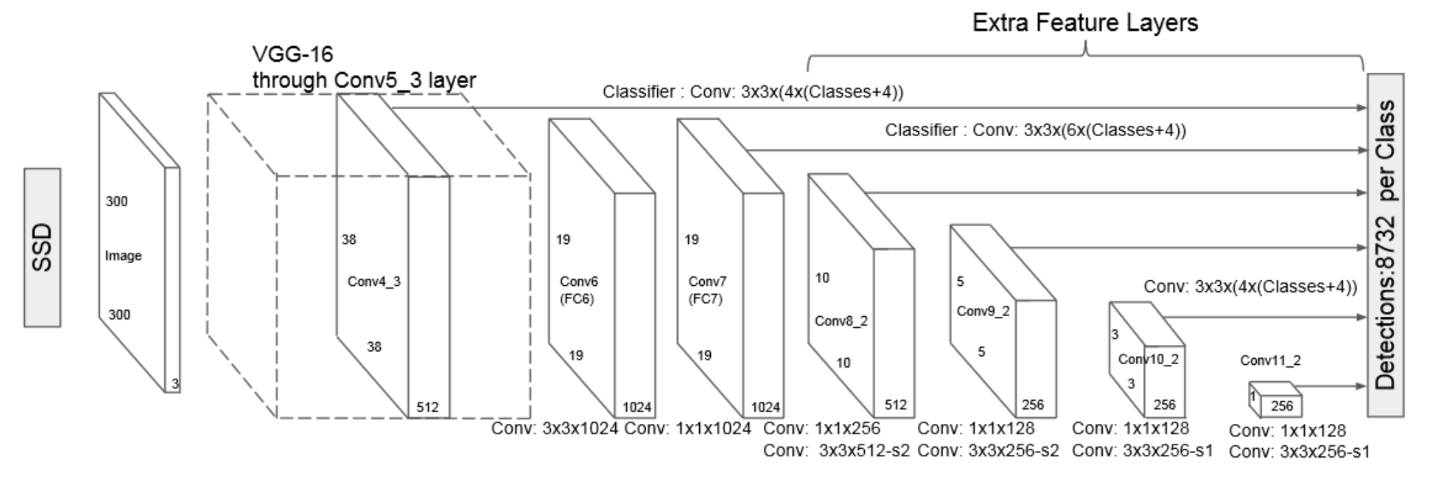 Extra Feature Layers
VGG-16
through Conv5_3 layer
Classifier : Conv: 3x3x(4x(Classes+4))
Classifier : Conv: 3x3x(6x(Classes+4))
SSD
300
Image
300
3
38
Conv4_3
38
512
19
Conv6
(FC6)
19
1024
19
Conv7
(FC7)
19
1024
10
Conv8_2
10
512
5
Conv9_2
5
256
Conv: 3x3x(4x(Classes+4))
3
Conv10_2
3
256
Conv11_2
1
256
Detections:8732 per Class
Conv: 3x3x1024
Conv: 1x1x1024
Conv: 1x1x256
Conv: 3x3x512-s2
Conv: 1x1x128
Conv: 3x3x256-s2
Conv: 1x1x128
Conv: 3x3x256-s1
Conv: 1x1x128
Conv: 3x3x256-s1